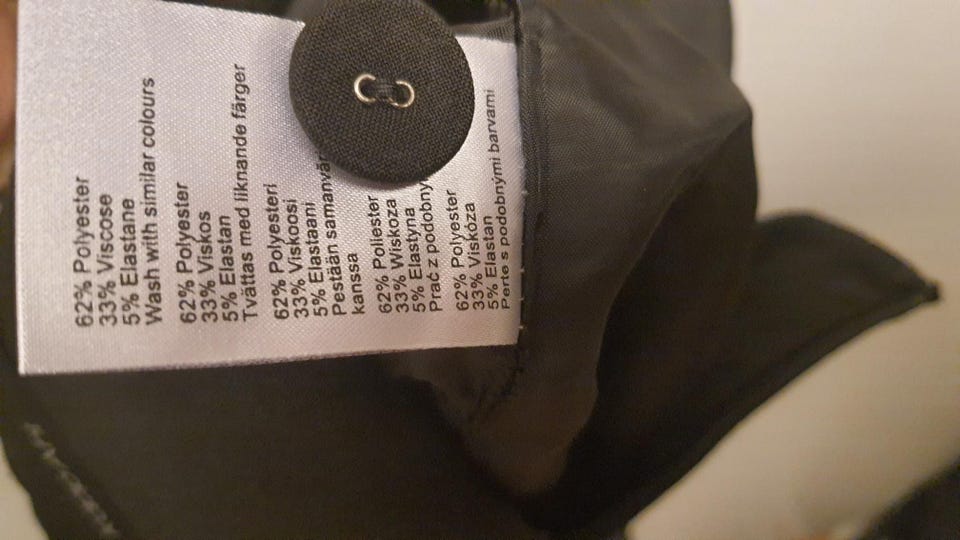 62% Polyester
33% Viscose
5% Elastane
Wash with similar colours
62% Polyester
33% Viskos
5% Elastan
Tvättas med liknande färger
62% Polyesteri
33% Viskoosi
5% Elastaani
Pestään
kanssa
62% Poliester
33% Wiskoza
5% Elastyna
Prać z
62% Polyester
33% Viskóza
5% Elastan
Perte s podobnými barvami